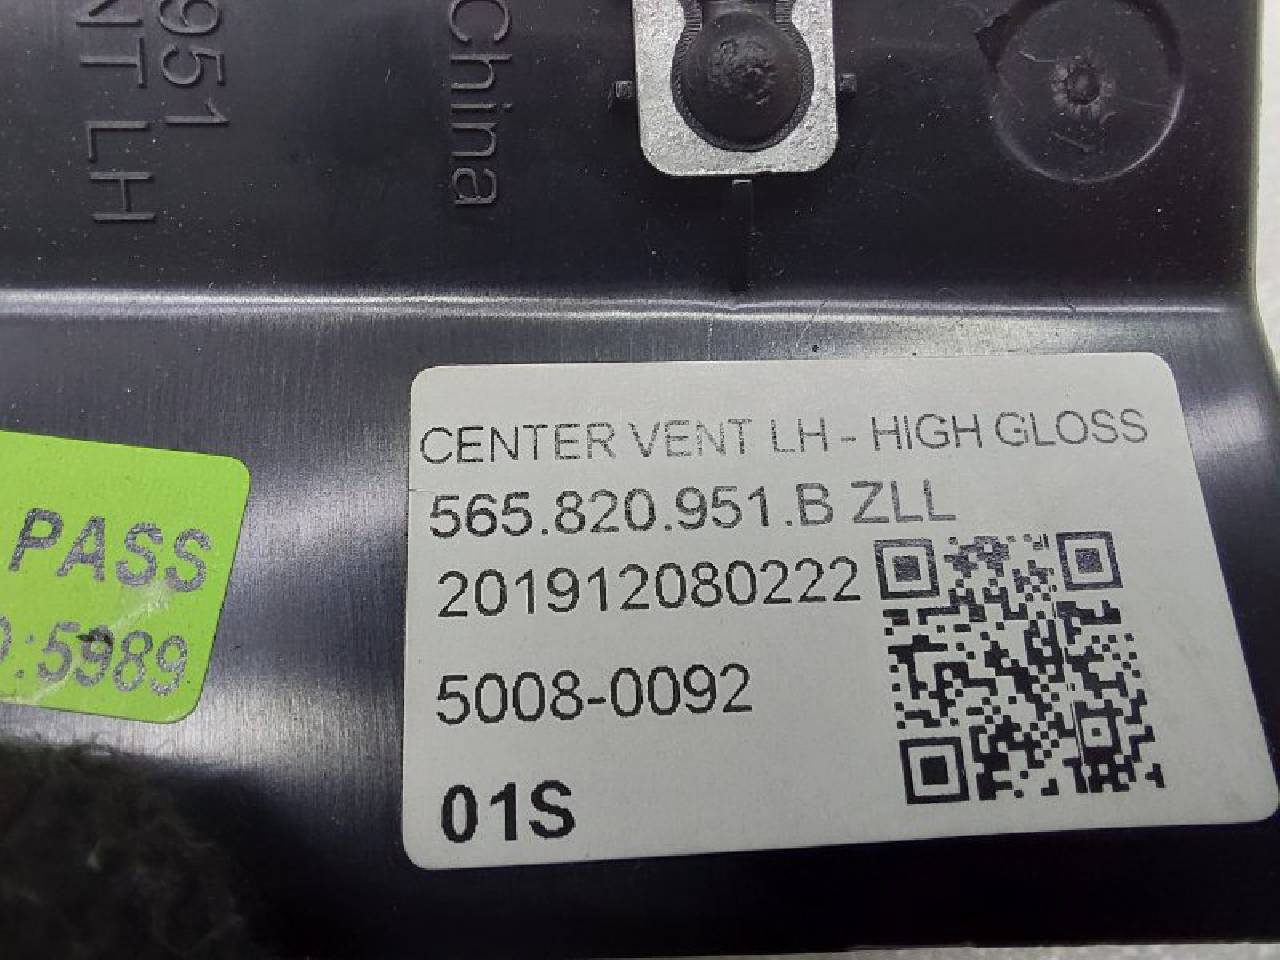 951
NT LH
China
PASS
:5989
CENTER VENT LH - HIGH GLOSS
565.820.951.B ZLL
201912080222
5008-0092
01S